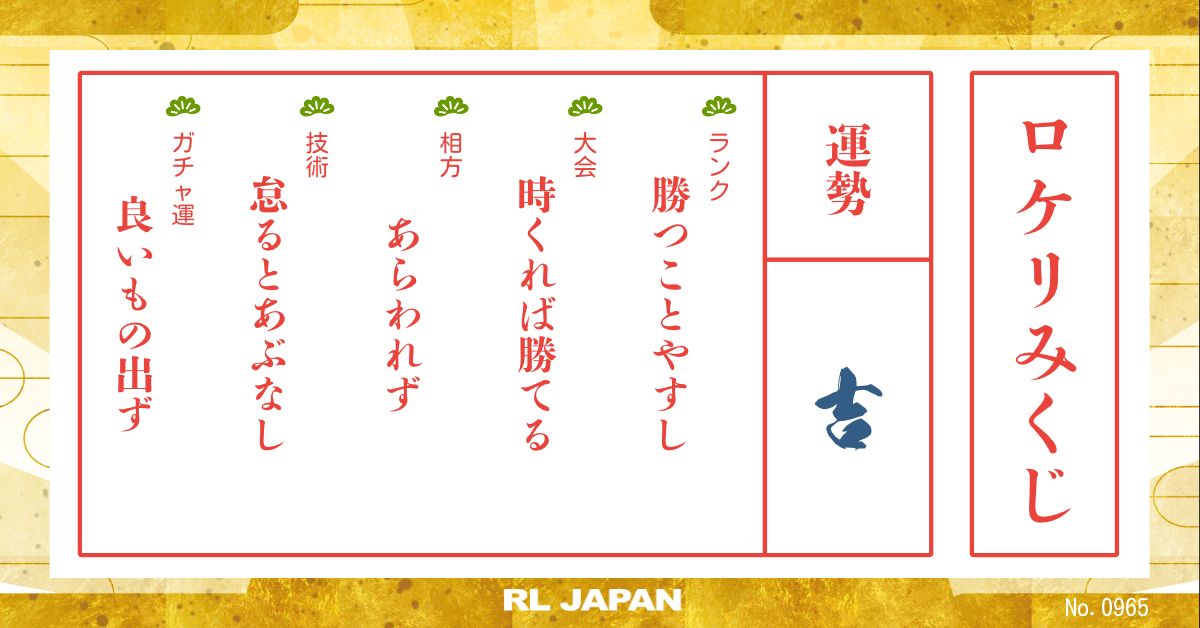 ロケリみくじ
運勢
吉
ランク
勝つことやすし
大会
時くれば勝てる
相方
あらわれず
技術
怠るとあぶなし
ガチャ運
良いもの出ず
RL JAPAN
No. 0965